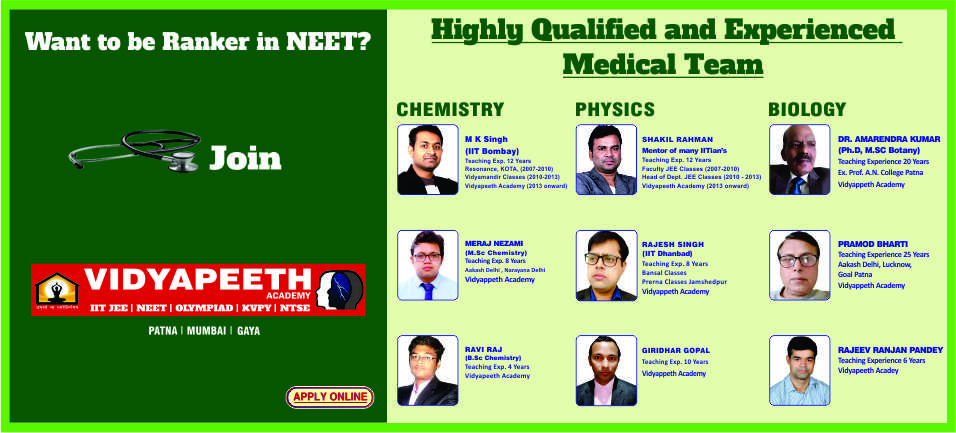 Want to be Ranker in NEET?
Join
VIDYAPEETH
ACADEMY
IIT JEE | NEET | OLYMPIAD | KVPY | NTSE
PATNA | MUMBAI | GAYA
APPLY ONLINE
Highly Qualified and Experienced
Medical Team
CHEMISTRY
M K Singh
(IIT Bombay)
Teaching Exp. 12 Years
Resonance, KOTA, (2007-2010)
Vidyamandir Classes (2010-2013)
Vidyapeeth Academy (2013 onward)
MERAJ NEZAMI
(M.Sc Chemistry)
Teaching Exp. 8 Years
Aakash Delhi , Narayana Delhi
Vidyappeth Academy
RAVI RAJ
(B.Sc Chemistry)
Teaching Exp. 4 Years
Vidyapeeth Academy
PHYSICS
SHAKIL RAHMAN
Mentor of many IITian's
Teaching Exp. 12 Years
Faculty JEE Classes (2007-2010)
Head of Dept. JEE Classes (2010 - 2013)
Vidyapeeth Academy (2013 onward)
RAJESH SINGH
(IIT Dhanbad)
Teaching Exp. 8 Years
Bansal Classes
Prerna Classes Jamshedpur
Vidyappeth Academy
GIRIDHAR GOPAL
Teaching Exp. 10 Years
Vidyappeth Academy
BIOLOGY
DR. AMARENDRA KUMAR
(Ph.D, M.SC Botany)
Teaching Experience 20 Years
Ex. Prof. A.N. College Patna
Vidyappeth Academy
PRAMOD BHARTI
Teaching Experience 25 Years
Aakash Delhi, Lucknow,
Goal Patna
Vidyapeeth Academy
RAJEEV RANJAN PANDEY
Teaching Experience 6 Years
Vidyapeeth Acadey